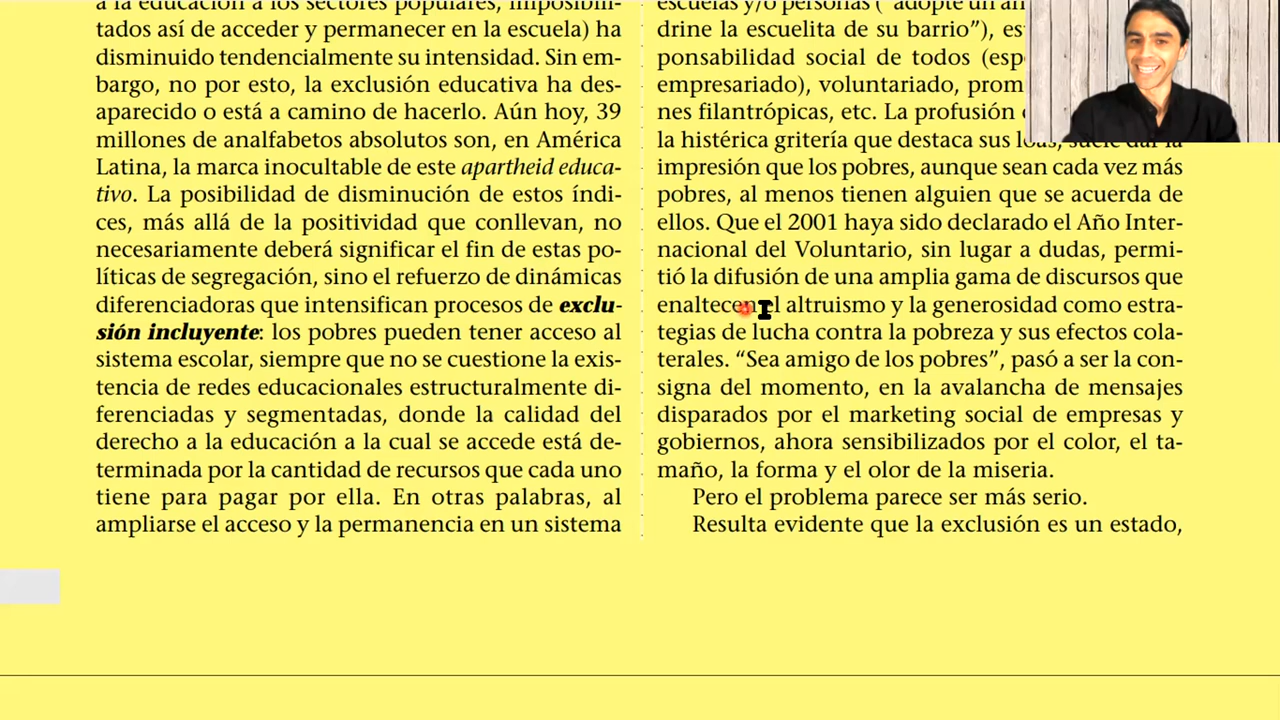 a la educación a los sectores populares, imposibili-
tados así de acceder y permanecer en la escuela) ha
disminuido tendencialmente su intensidad. Sin em-
bargo, no por esto, la exclusión educativa ha des-
aparecido o está a camino de hacerlo. Aún hoy, 39
millones de analfabetos absolutos son, en América
Latina, la marca inocultable de este apartheid educa-
tivo. La posibilidad de disminución de estos índi-
ces, más allá de la positividad que conllevan, no
necesariamente deberá significar el fin de estas po-
líticas de segregación, sino el refuerzo de dinámicas
diferenciadoras que intensifican procesos de exclu-
sión incluyente: los pobres pueden tener acceso al
sistema escolar, siempre que no se cuestione la exis-
tencia de redes educacionales estructuralmente di-
ferenciadas y segmentadas, donde la calidad del
derecho a la educación a la cual se accede está de-
terminada por la cantidad de recursos que cada uno
tiene para pagar por ella. En otras palabras, al
ampliarse el acceso y la permanencia en un sistema
escuelas y/o personas (“adopte un
drine la escuelita de su barrio”),
ponsabilidad social de todos
empresariado), voluntariado,
nes filantrópicas, etc. La profusión
la histérica gritería que destaca sus loas, suele dar la
impresión que los pobres, aunque sean cada vez más
pobres, al menos tienen alguien que se acuerda de
ellos. Que el 2001 haya sido declarado el Año Inter-
nacional del Voluntario, sin lugar a dudas, permi-
tió la difusión de una amplia gama de discursos que
enaltecen el altruismo y la generosidad como estra-
tegias de lucha contra la pobreza y sus efectos cola-
terales. “Sea amigo de los pobres”, pasó a ser la con-
signa del momento, en la avalancha de mensajes
disparados por el marketing social de empresas y
gobiernos, ahora sensibilizados por el color, el ta-
maño, la forma y el olor de la miseria.
Pero el problema parece ser más serio.
Resulta evidente que la exclusión es un estado,